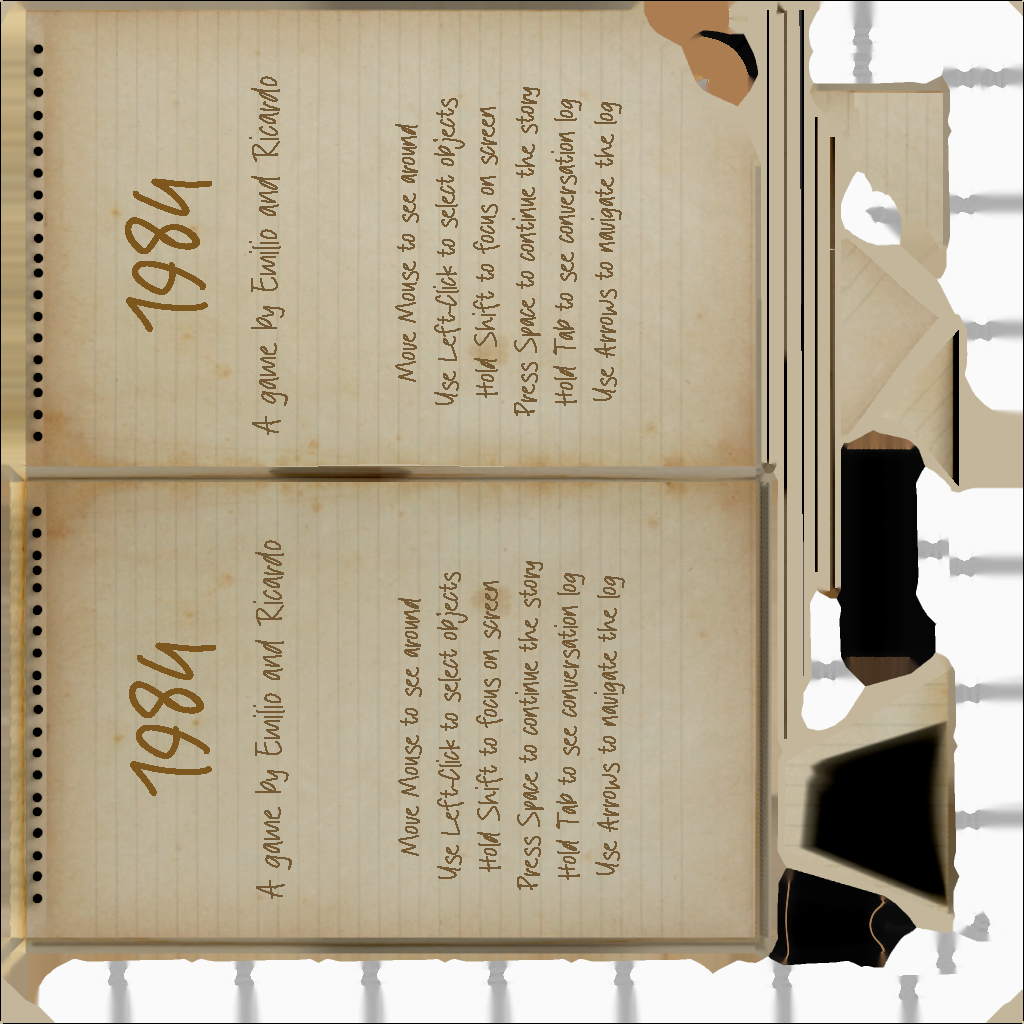 1984
A game by Emilio and Ricardo
Move Mouse to see around
Use Left-Click to select objects
Hold Shift to focus on screen
Press Space to continue the story
Hold Tab to see conversation log
Use Arrows to navigate the log
1984
A game by Emilio and Ricardo
Move Mouse to see around
Use Left-Click to select objects
Hold Shift to focus on screen
Press Space to continue the story
Hold Tab to see conversation log
Use Arrows to navigate the log